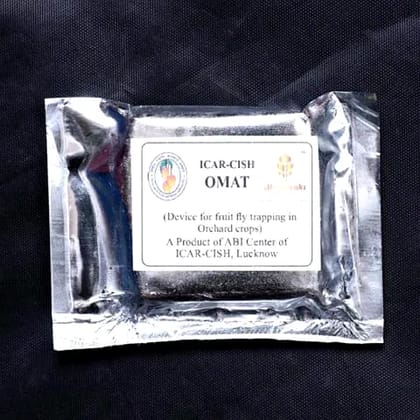 ICAR-CISH
OMAT
(Device for fruit fly trapping in
Orchard crops)
A Product of ABI Center of
ICAR-CISH, Lucknow